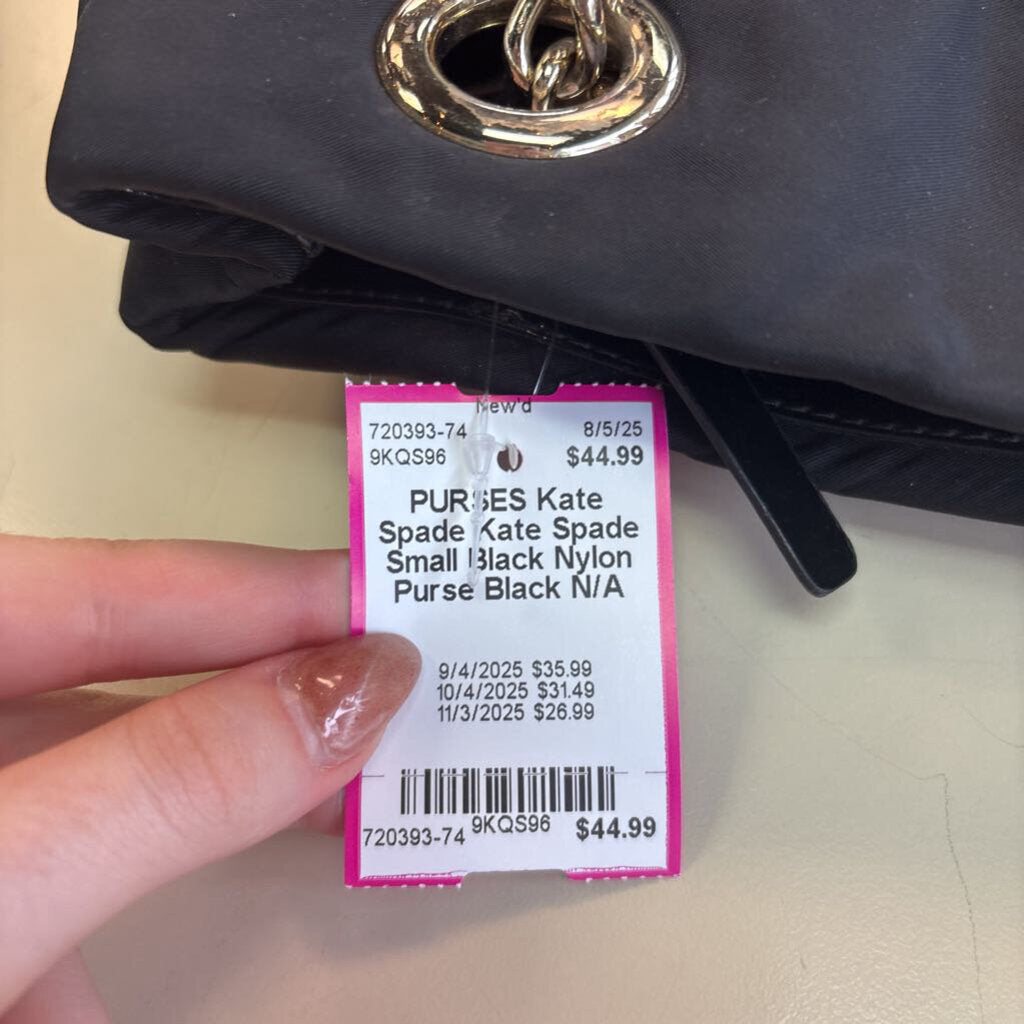 New'd
720393-74 8/5/25
9KQS96 $44.99
PURSES Kate
Spade Kate Spade
Small Black Nylon
Purse Black N/A
9/4/2025 $35.99
10/4/2025 $31.49
11/3/2025 $26.99
720393-74 9KQS96 $44.99